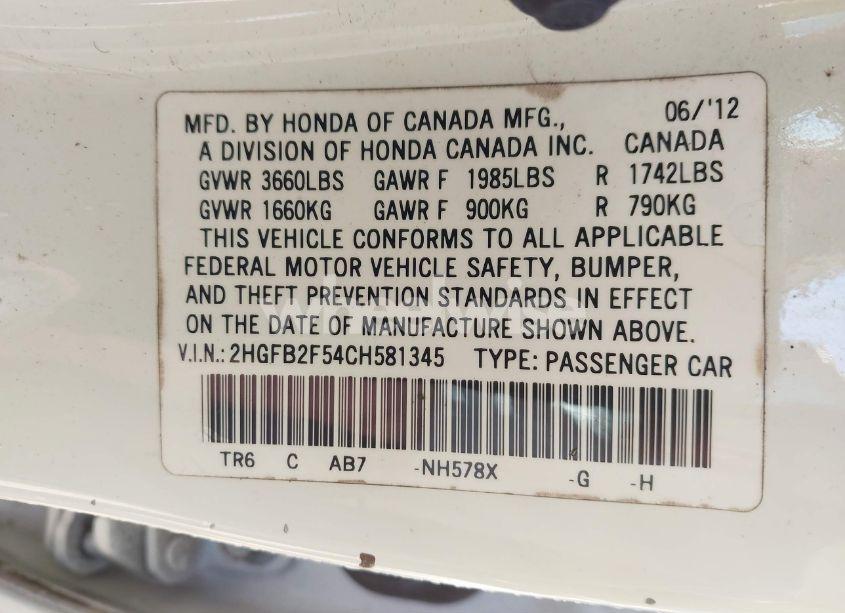 MFD. BY HONDA OF CANADA MFG., 06/'12
A DIVISION OF HONDA CANADA INC. CANADA
GVWR 3660LBS GAWR F 1985LBS R 1742LBS
GVWR 1660KG GAWR F 900KG R 790KG
THIS VEHICLE CONFORMS TO ALL APPLICABLE
FEDERAL MOTOR VEHICLE SAFETY, BUMPER,
AND THEFT PREVENTION STANDARDS IN EFFECT
ON THE DATE OF MANUFACTURE SHOWN ABOVE.
V.I.N.: 2HGFB2F54CH581345 TYPE: PASSENGER CAR
TR6 C AB7 -NH578X -G -H